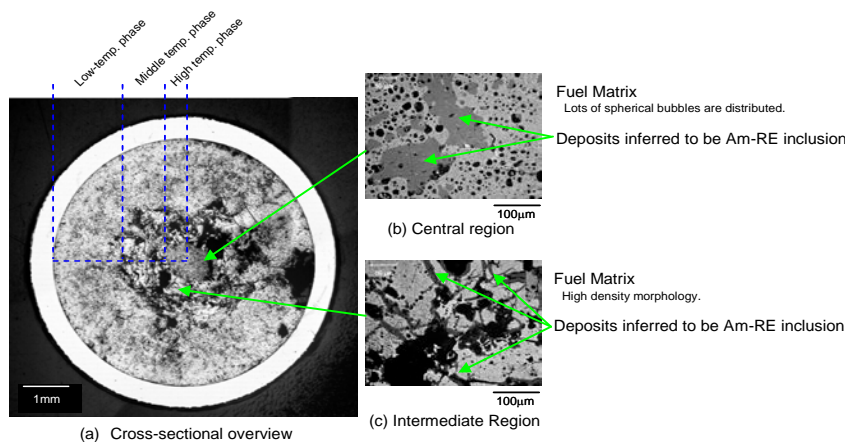 Low-temp. phase
Middle temp. phase
High temp. phase
Fuel Matrix
Lots of spherical bubbles are distributed.
Deposits inferred to be Am-RE inclusion
100μm
(b) Central region
Fuel Matrix
High density morphology.
Deposits inferred to be Am-RE inclusion
1mm
100μm
(a) Cross-sectional overview
(c) Intermediate Region